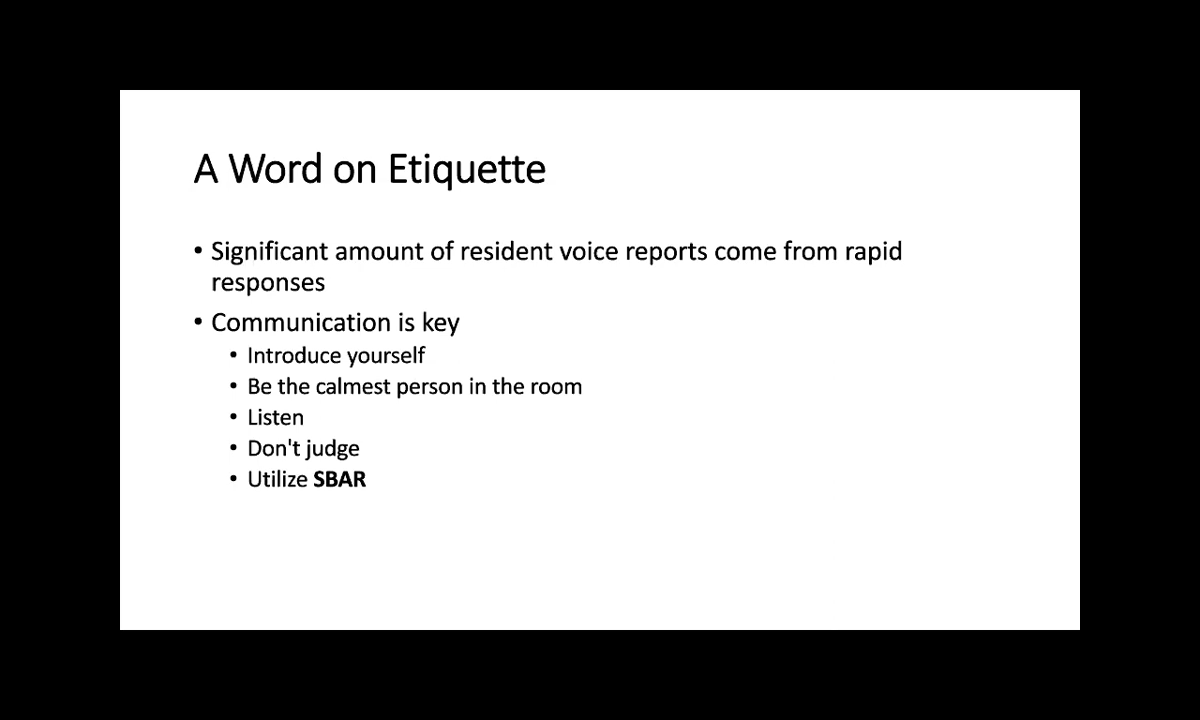 A Word on Etiquette
• Significant amount of resident voice reports come from rapid
responses
• Communication is key
• Introduce yourself
• Be the calmest person in the room
• Listen
• Don't judge
• Utilize SBAR